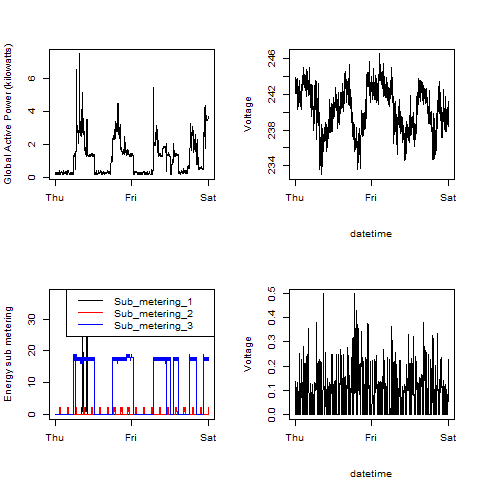 Global Active Power (kilowatts)
0 2 4 6
Thu Fri Sat
Voltage
234 238 242 246
Thu Fri Sat
datetime
Energy sub metering
0 10 20 30
Sub_metering_1
Sub_metering_2
Sub_metering_3
Thu Fri Sat
Voltage
0.0 0.1 0.2 0.3 0.4 0.5
Thu Fri Sat
datetime